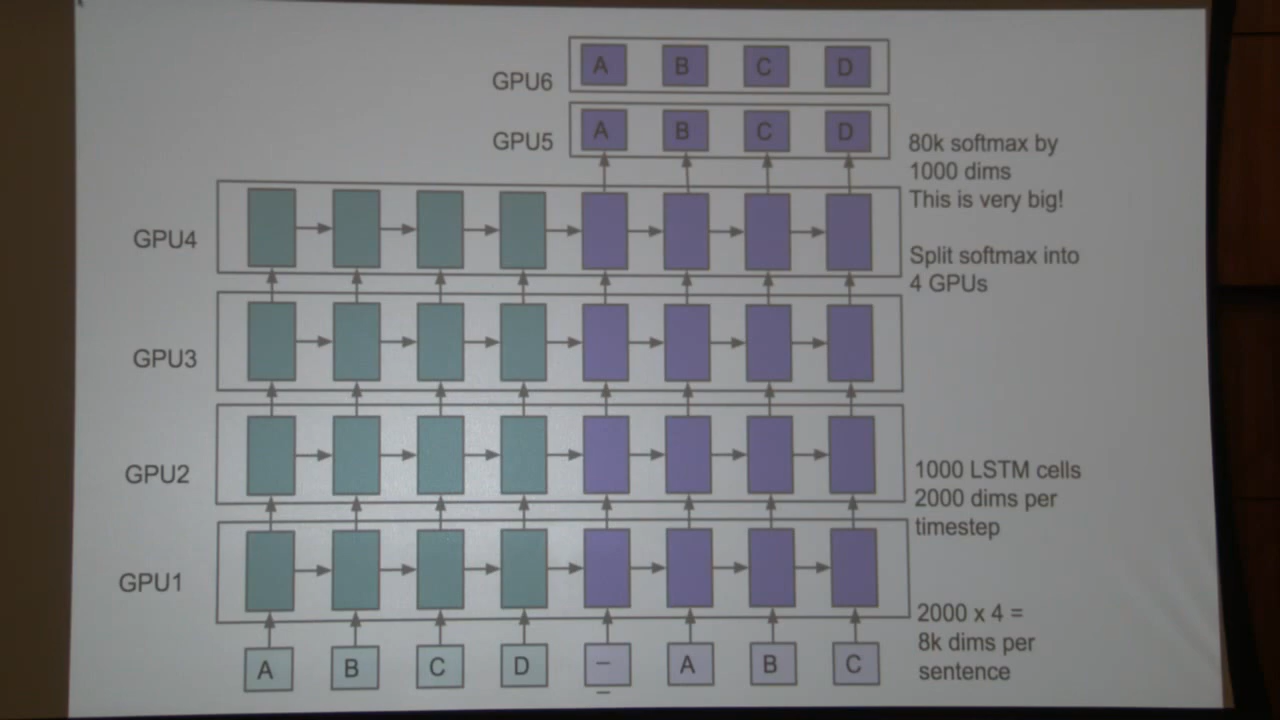 GPU6 A B C D
GPU5 A B C D
80k softmax by
1000 dims
This is very big!
GPU4
Split softmax into
4 GPUs
GPU3
GPU2
1000 LSTM cells
2000 dims per
timestep
GPU1
2000 x 4 =
8k dims per
sentence
A B C D _ A B C